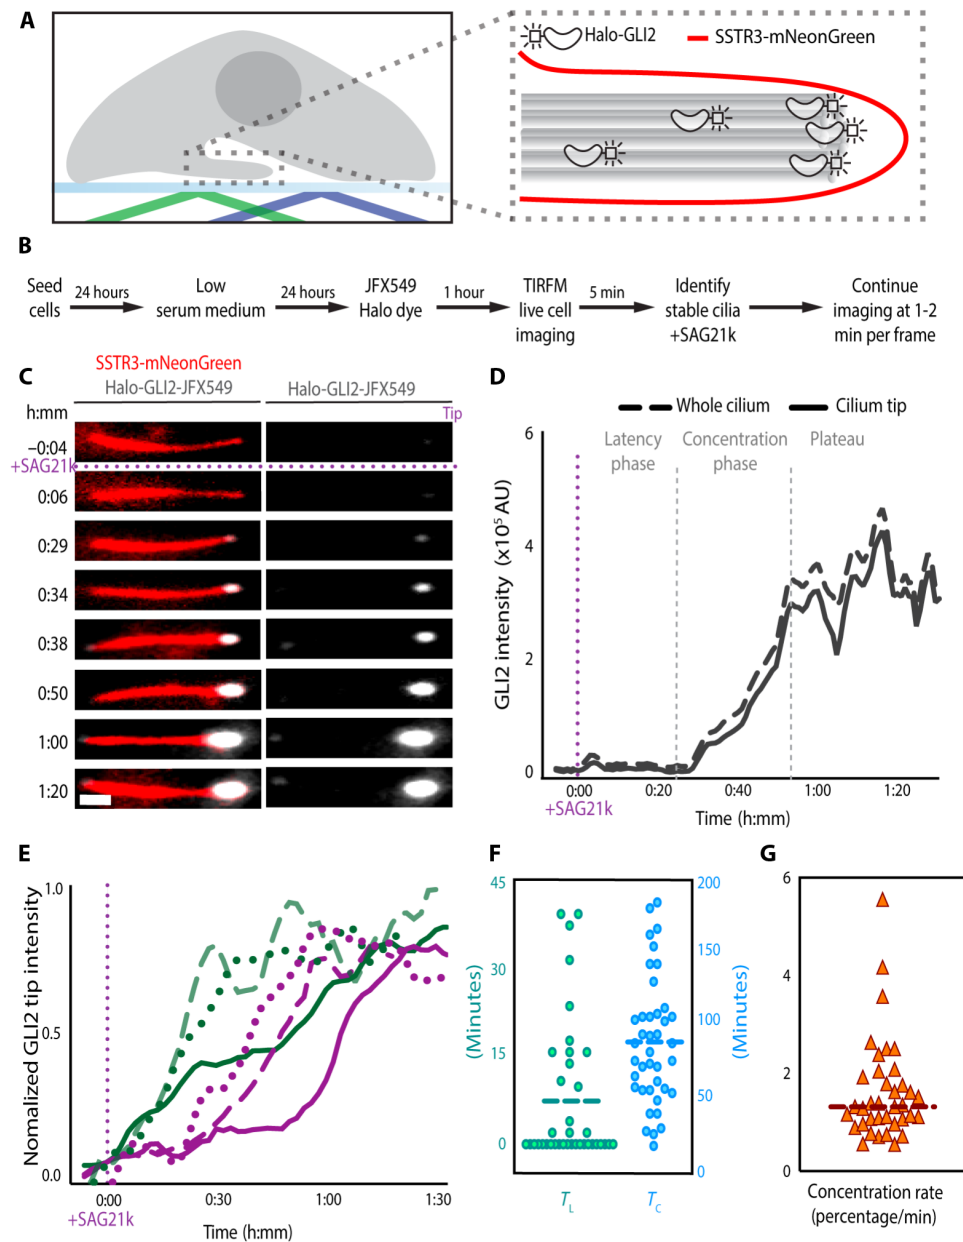 A
Halo-GLI2
SSTR3-mNeonGreen
B
Seed cells
24 hours
Low serum medium
24 hours
JFX549 Halo dye
1 hour
TIRFM live cell imaging
5 min
Identify stable cilia +SAG21k
Continue imaging at 1-2 min per frame
C
SSTR3-mNeonGreen
Halo-GLI2-JFX549
Halo-GLI2-JFX549
h:mm
Tip
–0:04
+SAG21k
0:06
0:29
0:34
0:38
0:50
1:00
1:20
D
Whole cilium
Cilium tip
Latency phase
Concentration phase
Plateau
GLI2 intensity (x10⁵ AU)
6
4
2
0
0:00
0:20
0:40
1:00
1:20
+SAG21k
Time (h:mm)
E
Normalized GLI2 tip intensity
1.0
0.5
0.0
0:00
0:30
1:00
1:30
+SAG21k
Time (h:mm)
F
(Minutes)
45
30
15
0
200
150
100
50
0
(Minutes)
T_L
T_C
G
6
4
2
0
Concentration rate
(percentage/min)